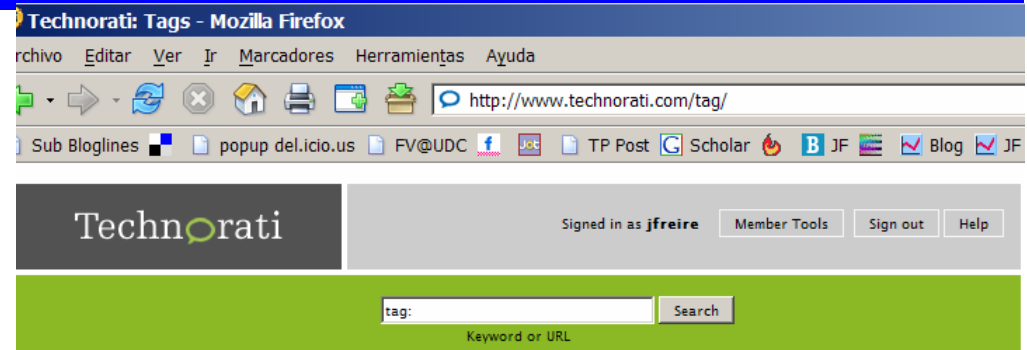 Technorati: Tags - Mozilla Firefox
rchivo Editar Ver Ir Marcadores Herramientas Ayuda
http://www.technorati.com/tag/
Sub Bloglines popup del.icio.us FV@UDC f Jot TP Post G Scholar B JF Blog JF
Technorati Signed in as jfreire Member Tools Sign out Help
tag: Search
Keyword or URL